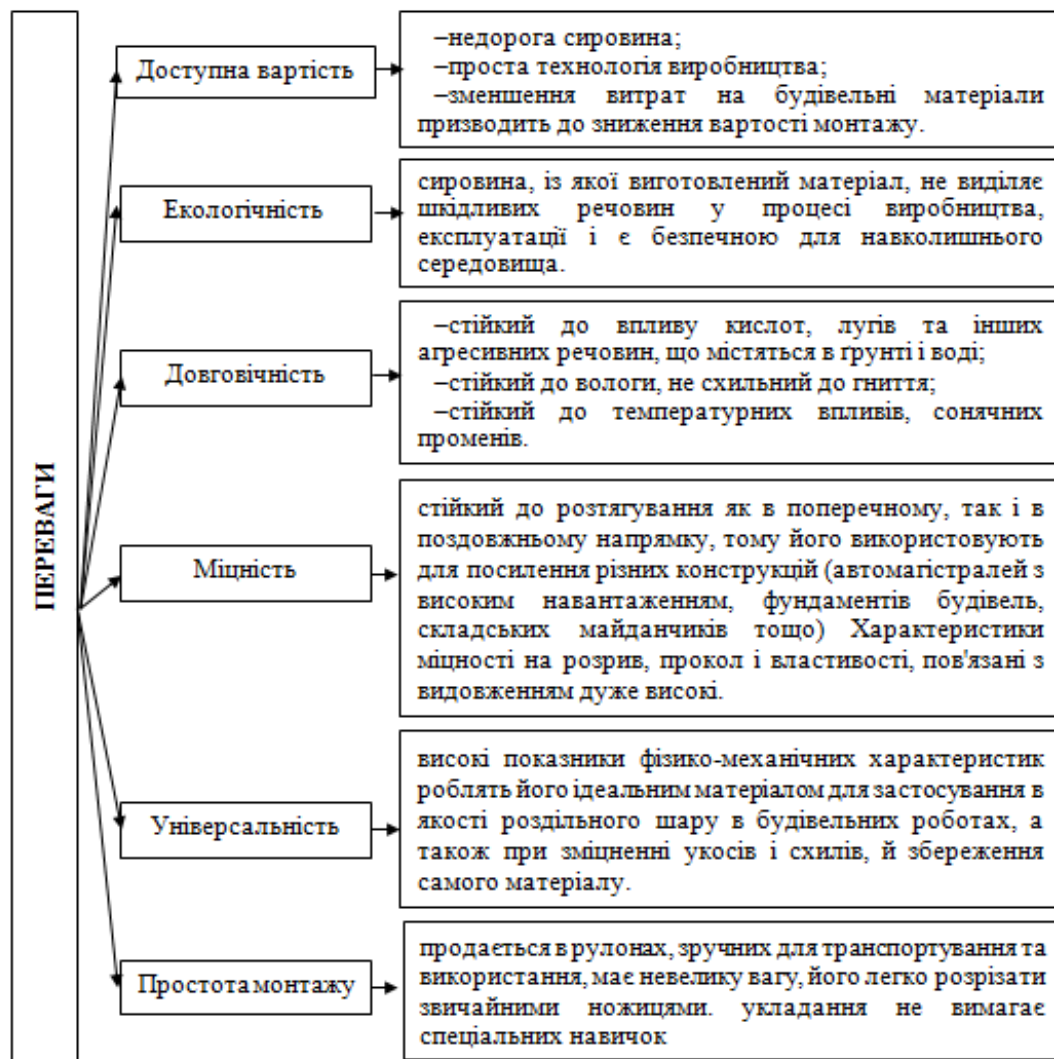 ПЕРЕВАГИ
Доступна вартість
–недорога сировина;
–проста технологія виробництва;
–зменшення витрат на будівельні матеріали
призводить до зниження вартості монтажу.
Екологічність
сировина, із якої виготовлений матеріал, не виділяє
шкідливих речовин у процесі виробництва,
експлуатації і є безпечною для навколишнього
середовища.
Довговічність
–стійкий до впливу кислот, лугів та інших
агресивних речовин, що містяться в ґрунті і воді;
–стійкий до вологи, не схильний до гниття;
–стійкий до температурних впливів, сонячних
променів.
Міцність
стійкий до розтягування як в поперечному, так і в
поздовжньому напрямку, тому його використовують
для посилення різних конструкцій (автомагістралей з
високим навантаженням, фундаментів будівель,
складських майданчиків тощо) Характеристики
міцності на розрив, прокол і властивості, пов'язані з
видовженням дуже високі.
Універсальність
високі показники фізико-механічних характеристик
роблять його ідеальним матеріалом для застосування в
якості роздільного шару в будівельних роботах, а
також при зміцненні укосів і схилів, й збереження
самого матеріалу.
Простота монтажу
продається в рулонах, зручних для транспортування та
використання, має невелику вагу, його легко розрізати
звичайними ножицями. укладання не вимагає
спеціальних навичок